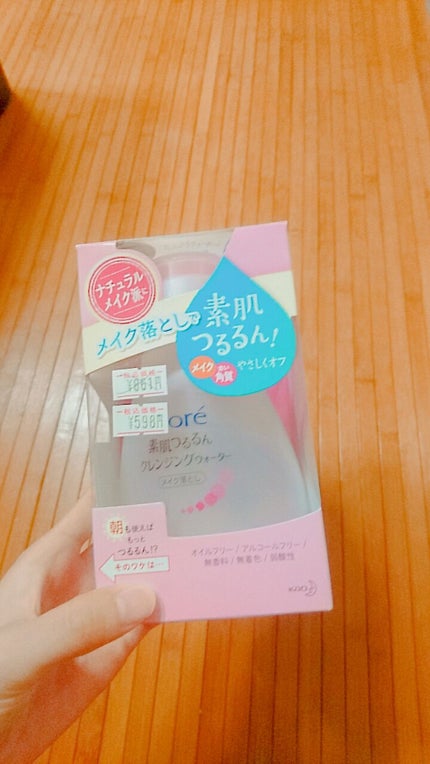 ナチュラル
メイク派に
メイク落としで
素肌
つるるん!
メイク
古い
角質
やさしくオフ
税込価格
¥861円
税込価格
¥598円
oré
素肌つるるん
クレンジングウォーター
メイク落とし
朝も使えば
もっと
つるるん!?
そのワケは…
オイルフリー/アルコールフリー/
無香料/無着色/弱酸性